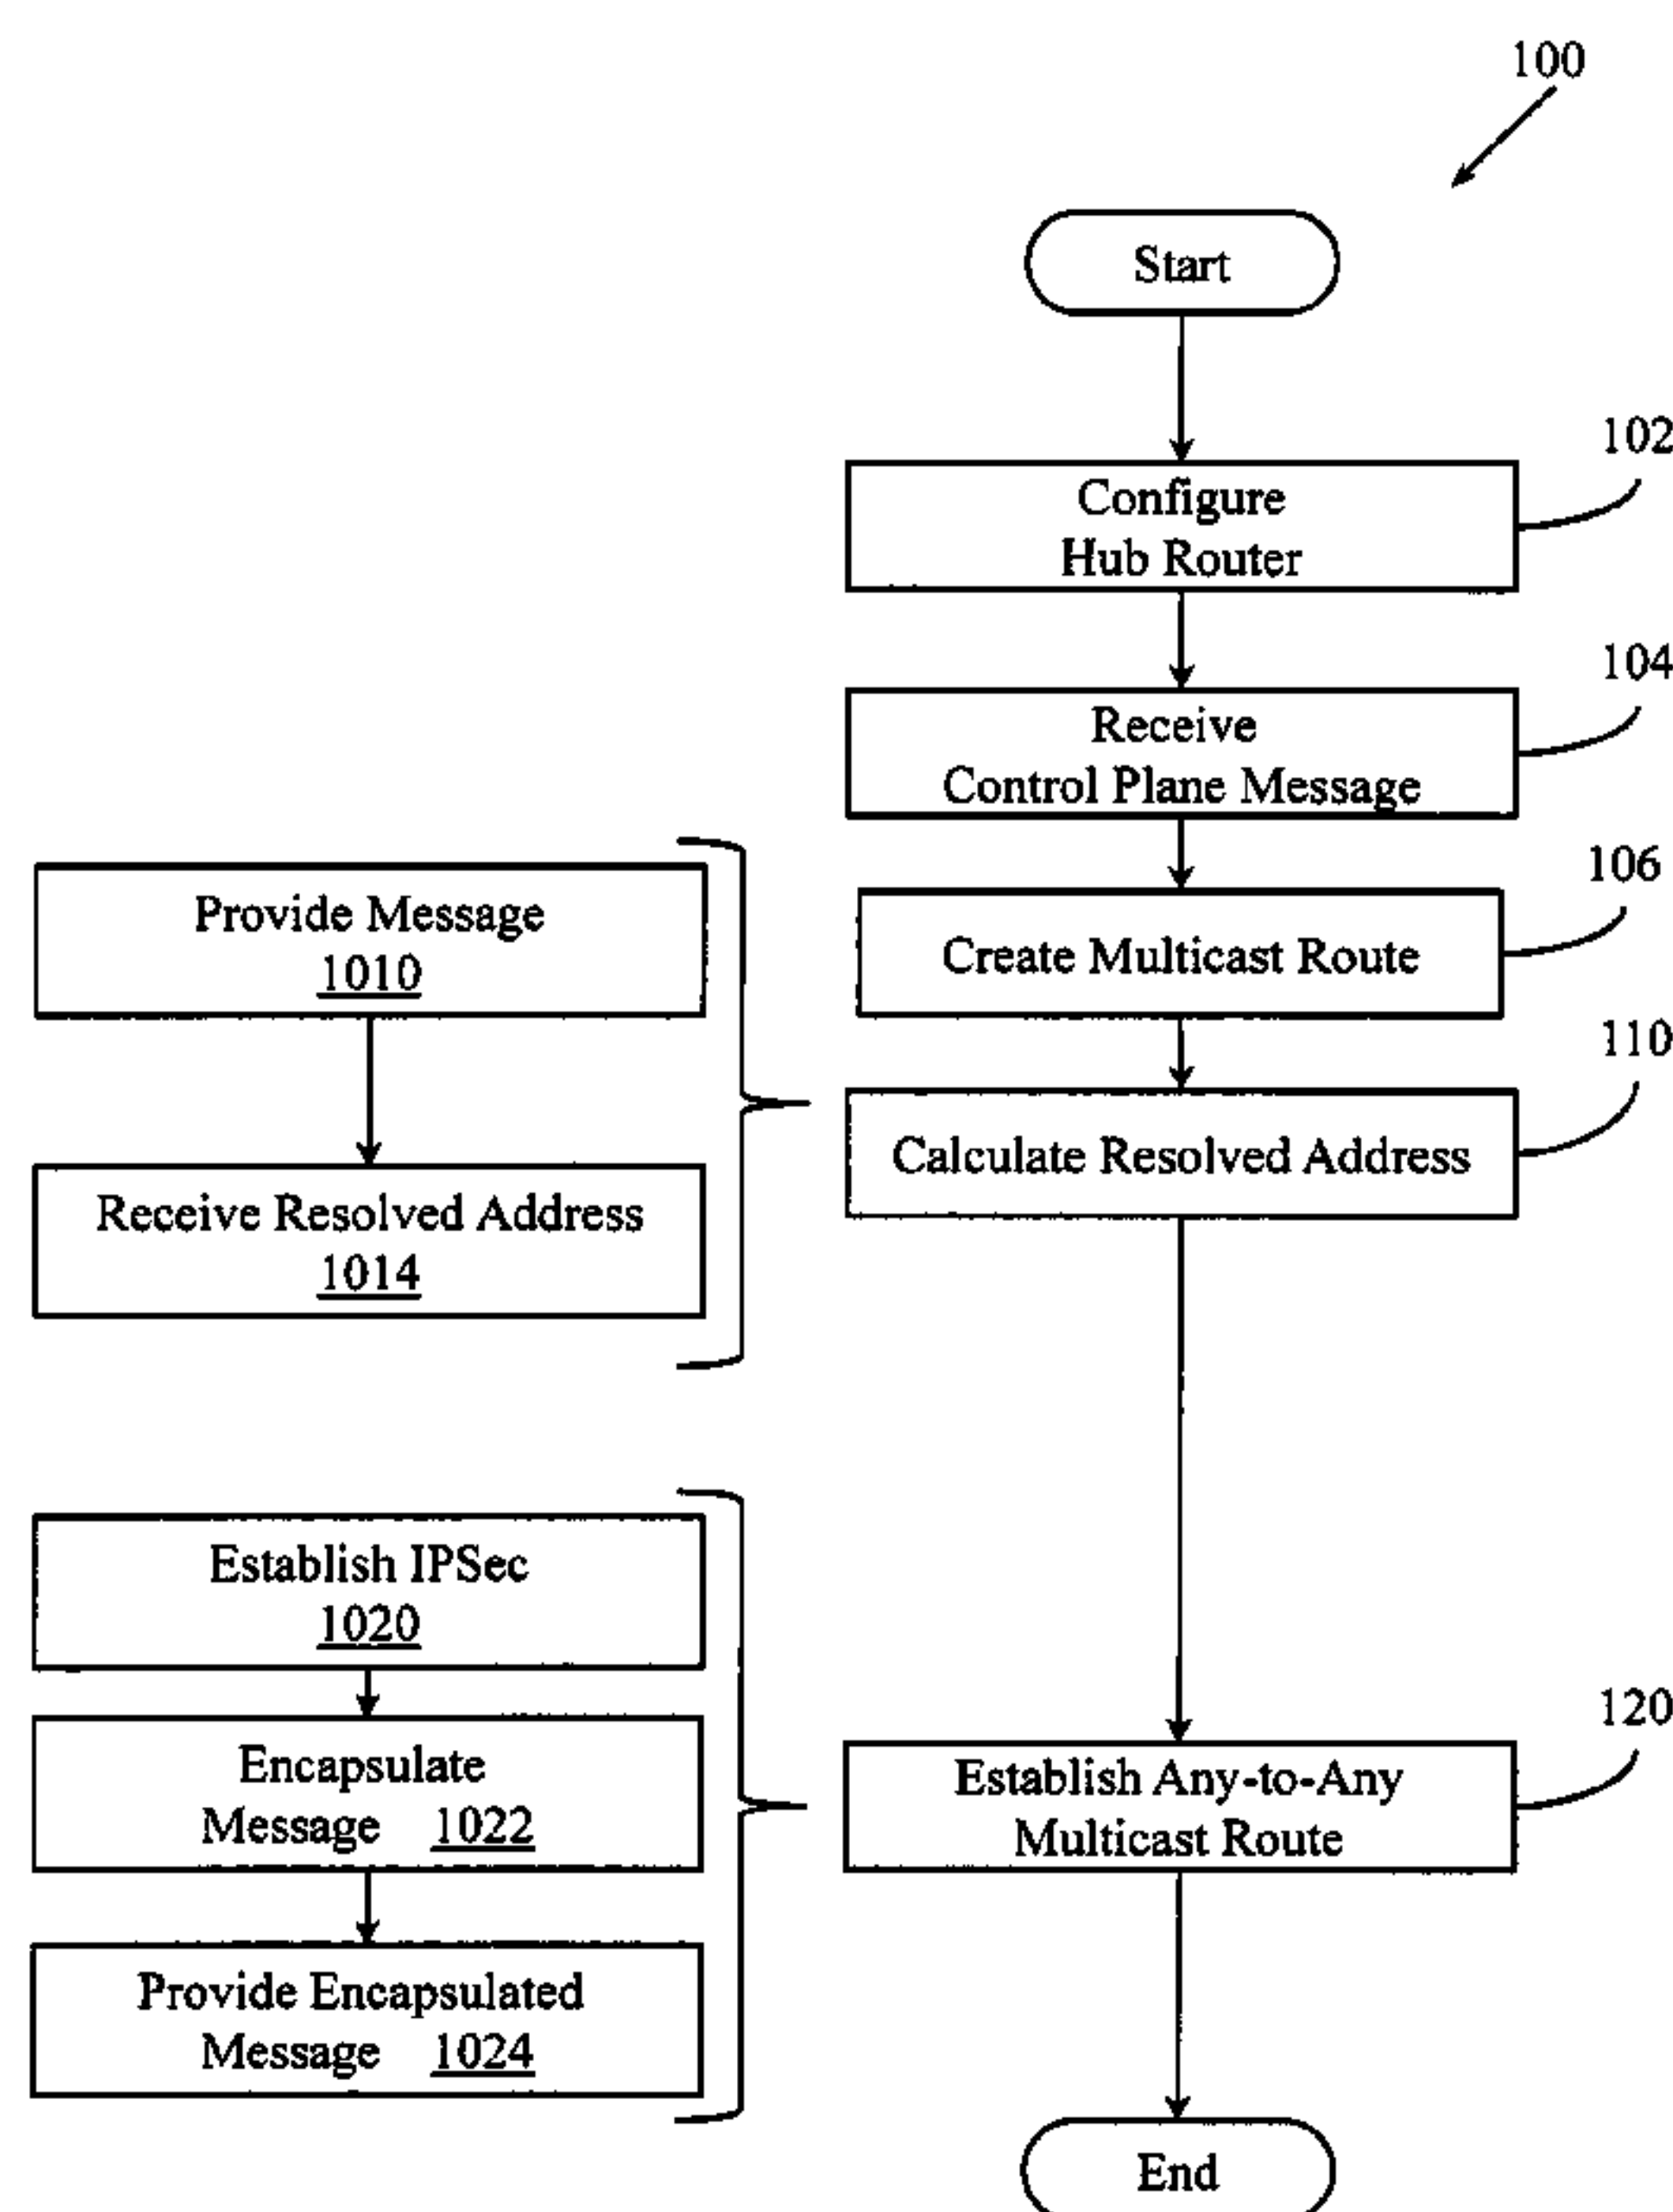 100
Start
102
Configure
Hub Router
104
Receive
Control Plane Message
106
Create Multicast Route
110
Calculate Resolved Address
Provide Message
1010
Receive Resolved Address
1014
Establish IPSec
1020
Encapsulate
Message 1022
Provide Encapsulated
Message 1024
120
Establish Any-to-Any
Multicast Route
End